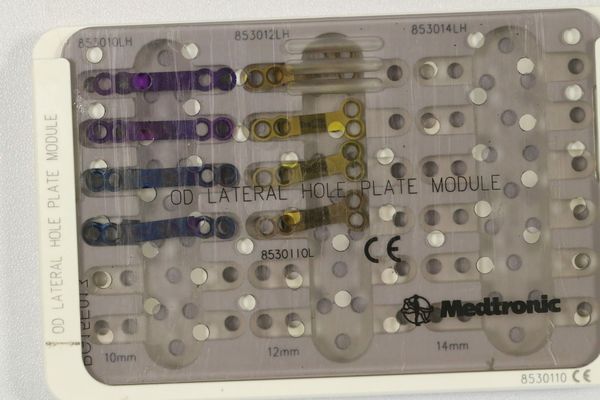 853010LH
853012LH
853014LH
OD LATERAL HOLE PLATE MODULE
OD LATERAL HOLE PLATE MODULE
8530110L
CE
Medtronic
10mm
12mm
14mm
8530110 CE